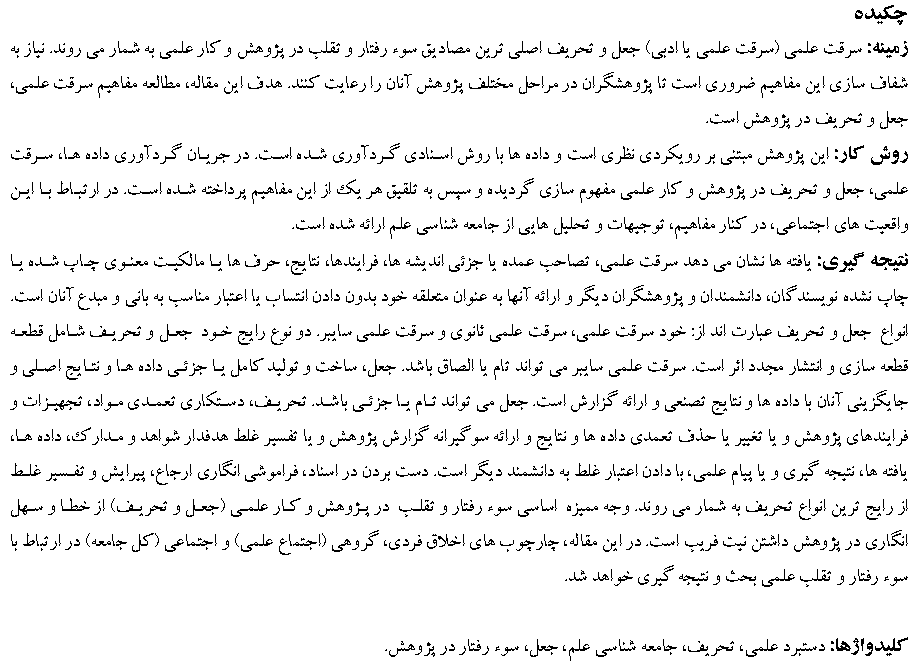 چکیده
زمینه: سرقت علمی (سرقت علمی یا ادبی) جعل و تحریف اصلی ترین مصادیق سوء رفتار و تقلب در پژوهش و کار علمی به شمار می روند. نیاز به
شفاف سازی این مفاهیم ضروری است تا پژوهشگران در مراحل مختلف پژوهش آنان را رعایت کنند. هدف این مقاله، مطالعه مفاهیم سرقت علمی،
جعل و تحریف در پژوهش است.
روش کار: این پژوهش مبتنی بر رویکردی نظری است و داده ها با روش اسنادی گردآوری شده است. در جریان گردآوری داده ها، سرقت
علمی، جعل و تحریف در پژوهش و کار علمی مفهوم سازی گردیده و سپس به تلقیق هر یک از این مفاهیم پرداخته شده است. در ارتباط با این
واقعیت های اجتماعی، در کنار مفاهیم، توجیهات و تحلیل هایی از جامعه شناسی علم ارائه شده است.
نتیجه گیری: یافته ها نشان می دهد سرقت علمی، تصاحب عمده یا جزئی اندیشه ها، فرایندها، نتایج، حرف ها یا مالکیت معنوی چاپ شده یا
چاپ نشده نویسندگان، دانشمندان و پژوهشگران دیگر و ارائه آنها به عنوان متعلقه خود بدون دادن انتساب یا اعتبار مناسب به بانی و مبدع آنان است.
انواع جعل و تحریف عبارت اند از: خود سرقت علمی، سرقت علمی ثانوی و سرقت علمی سایبر. دو نوع رایج خود جعل و تحریف شامل قطعه
قطعه سازی و انتشار مجدد اثر است. سرقت علمی سایبر می تواند تام یا الصاق باشد. جعل، ساخت و تولید کامل یا جزئی داده ها و نتایج اصلی و
جایگزینی آنان با داده ها و نتایج تصنعی و ارائه گزارش است. جعل می تواند تام یا جزئی باشد. تحریف، دستکاری تعمدی مواد، تجهیزات و
فرایندهای پژوهش و یا تغییر یا حذف تعمدی داده ها و نتایج و ارائه سوگیرانه گزارش پژوهش و یا تفسیر غلط هدفدار شواهد و مدارک، داده ها،
یافته ها، نتیجه گیری و یا پیام علمی، با دادن اعتبار غلط به دانشمند دیگر است. دست بردن در اسناد، فراموشی انگاری ارجاع، پیرایش و تفسیر غلط
از رایج ترین انواع تحریف به شمار می روند. وجه ممیزه اساسی سوء رفتار و تقلب در پژوهش و کار علمی (جعل و تحریف) از خطا و سهل
انگاری در پژوهش داشتن نیت فریب است. در این مقاله، چارچوب های اخلاق فردی، گروهی (اجتماع علمی) و اجتماعی (کل جامعه) در ارتباط با
سوء رفتار و تقلب علمی بحث و نتیجه گیری خواهد شد.
کلیدواژها: دستبرد علمی، تحریف، جامعه شناسی علم، جعل، سوء رفتار در پژوهش.